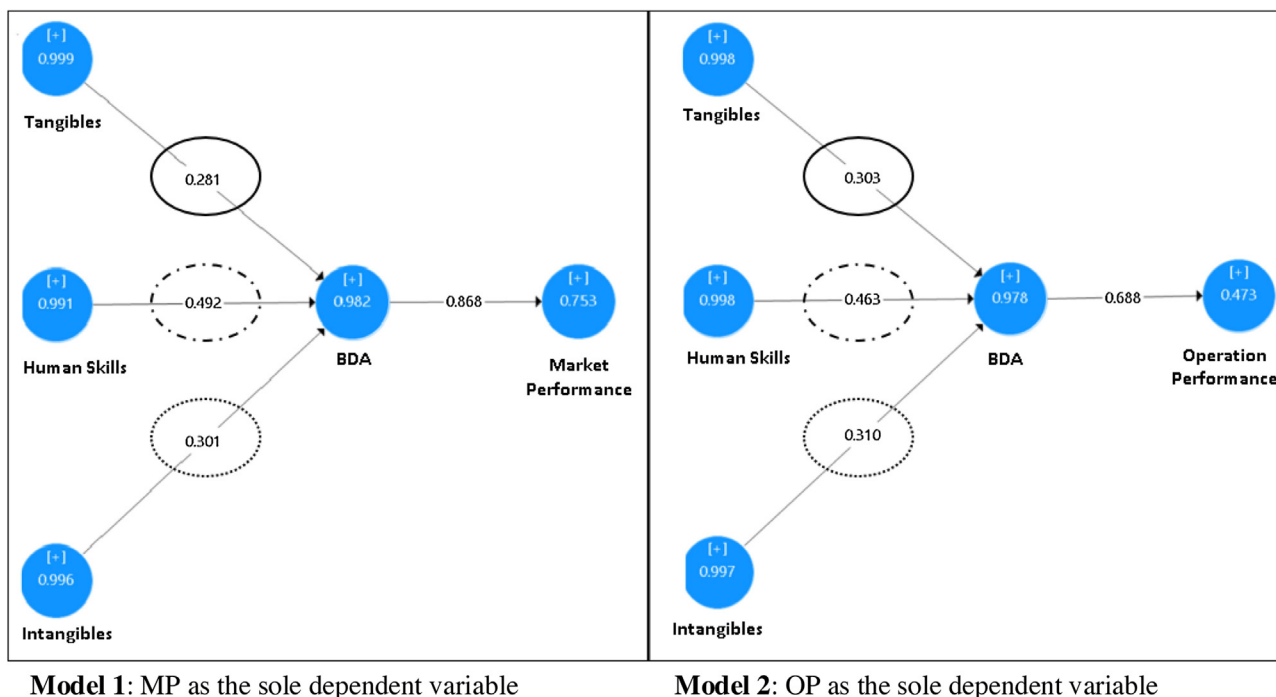 [+]
0.999
Tangibles
0.281
[+]
0.991
Human Skills
0.492
[+]
0.982
BDA
0.868
[+]
0.753
Market
Performance
0.301
[+]
0.996
Intangibles
Model 1: MP as the sole dependent variable
[+]
0.998
Tangibles
0.303
[+]
0.998
Human Skills
0.463
[+]
0.978
BDA
0.688
[+]
0.473
Operation
Performance
0.310
[+]
0.997
Intangibles
Model 2: OP as the sole dependent variable